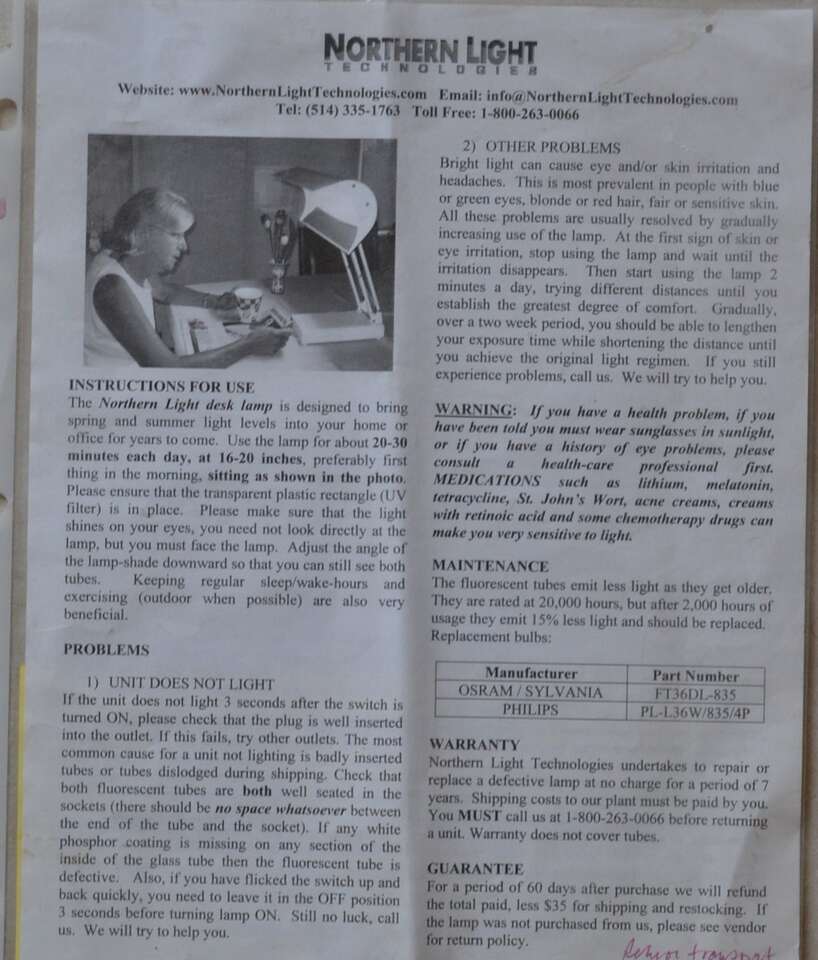 NORTHERN LIGHT
TECHNOLOGIES
Website: www.NorthernLightTechnologies.com Email: info@NorthernLightTechnologies.com
Tel: (514) 335-1763 Toll Free: 1-800-263-0066
INSTRUCTIONS FOR USE
The Northern Light desk lamp is designed to bring
spring and summer light levels into your home or
office for years to come. Use the lamp for about 20-30
minutes each day, at 16-20 inches, preferably first
thing in the morning, sitting as shown in the photo.
Please ensure that the transparent plastic rectangle (UV
filter) is in place. Please make sure that the light
shines on your eyes, you need not look directly at the
lamp, but you must face the lamp. Adjust the angle of
the lamp-shade downward so that you can still see both
tubes. Keeping regular sleep/wake-hours and
exercising (outdoor when possible) are also very
beneficial.
PROBLEMS
1) UNIT DOES NOT LIGHT
If the unit does not light 3 seconds after the switch is
turned ON, please check that the plug is well inserted
into the outlet. If this fails, try other outlets. The most
common cause for a unit not lighting is badly inserted
tubes or tubes dislodged during shipping. Check that
both fluorescent tubes are both well seated in the
sockets (there should be no space whatsoever between
the end of the tube and the socket). If any white
phosphor coating is missing on any section of the
inside of the glass tube then the fluorescent tube is
defective. Also, if you have flicked the switch up and
back quickly, you need to leave it in the OFF position
3 seconds before turning lamp ON. Still no luck, call
us. We will try to help you.
2) OTHER PROBLEMS
Bright light can cause eye and/or skin irritation and
headaches. This is most prevalent in people with blue
or green eyes, blonde or red hair, fair or sensitive skin.
All these problems are usually resolved by gradually
increasing use of the lamp. At the first sign of skin or
eye irritation, stop using the lamp and wait until the
irritation disappears. Then start using the lamp 2
minutes a day, trying different distances until you
establish the greatest degree of comfort. Gradually,
over a two week period, you should be able to lengthen
your exposure time while shortening the distance until
you achieve the original light regimen. If you still
experience problems, call us. We will try to help you.
WARNING: If you have a health problem, if you
have been told you must wear sunglasses in sunlight,
or if you have a history of eye problems, please
consult a health-care professional first.
MEDICATIONS such as lithium, melatonin,
tetracycline, St. John's Wort, acne creams, creams
with retinoic acid and some chemotherapy drugs can
make you very sensitive to light.
MAINTENANCE
The fluorescent tubes emit less light as they get older.
They are rated at 20,000 hours, but after 2,000 hours of
usage they emit 15% less light and should be replaced.
Replacement bulbs:
Manufacturer Part Number
OSRAM / SYLVANIA FT36DL-835
PHILIPS PL-L36W/835/4P
WARRANTY
Northern Light Technologies undertakes to repair or
replace a defective lamp at no charge for a period of 7
years. Shipping costs to our plant must be paid by you.
You MUST call us at 1-800-263-0066 before returning
a unit. Warranty does not cover tubes.
GUARANTEE
For a period of 60 days after purchase we will refund
the total paid, less $35 for shipping and restocking. If
the lamp was not purchased from us, please see vendor
for return policy.